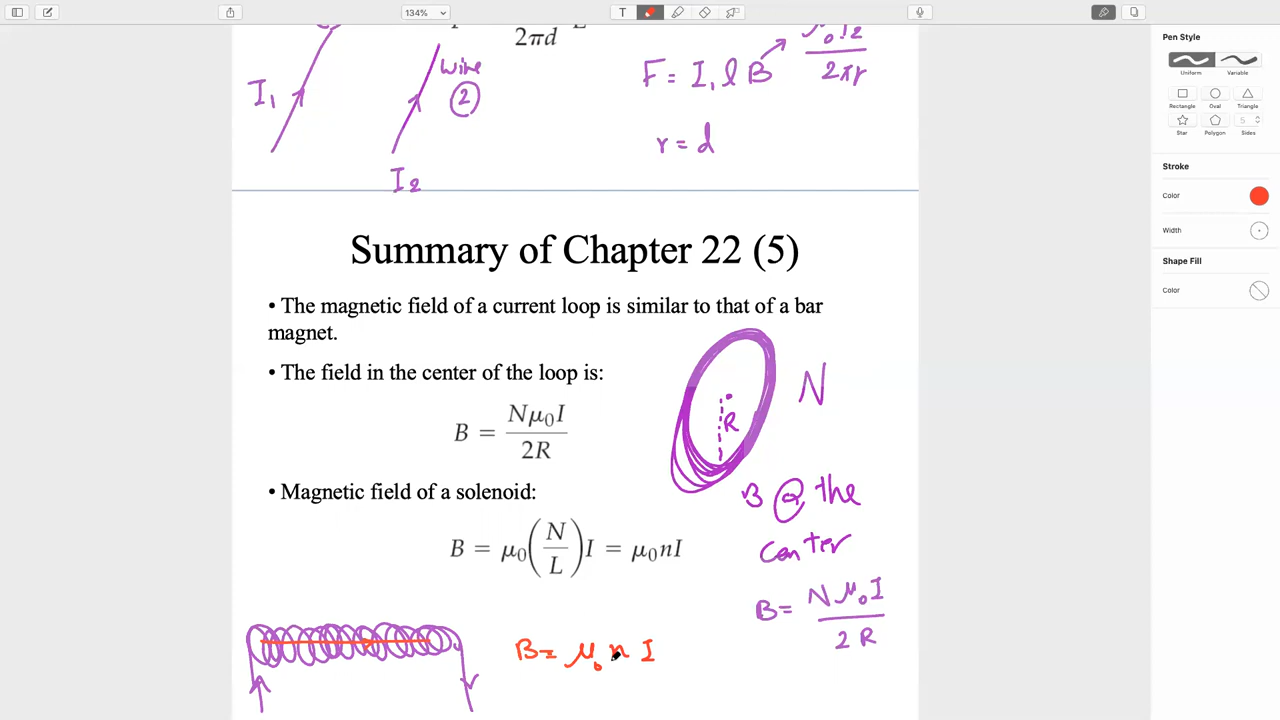 134%
T
Pen Style
Uniform
Variable
Rectangle
Oval
Triangle
Star
Polygon
5
Sides
Stroke
Color
Width
Shape Fill
Color
2πd
I₁
wire
②
I₂
F = I₁ l B
μ₀I₂
2πr
r = d
Summary of Chapter 22 (5)
• The magnetic field of a current loop is similar to that of a bar
magnet.
• The field in the center of the loop is:
B = Nμ₀I / 2R
• Magnetic field of a solenoid:
B = μ₀(N/L)I = μ₀nI
N
R
B @ the
center
B = N μ₀ I / 2 R
B = μ₀ n I